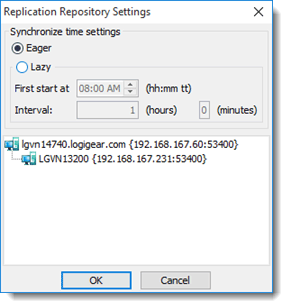 Replication Repository Settings
Synchronize time settings
Eager
Lazy
First start at 08:00 AM (hh:mm tt)
Interval: 1 (hours) 0 (minutes)
lgvn14740.logigear.com {192.168.167.60:53400}
LGVN13200 {192.168.167.231:53400}
OK Cancel